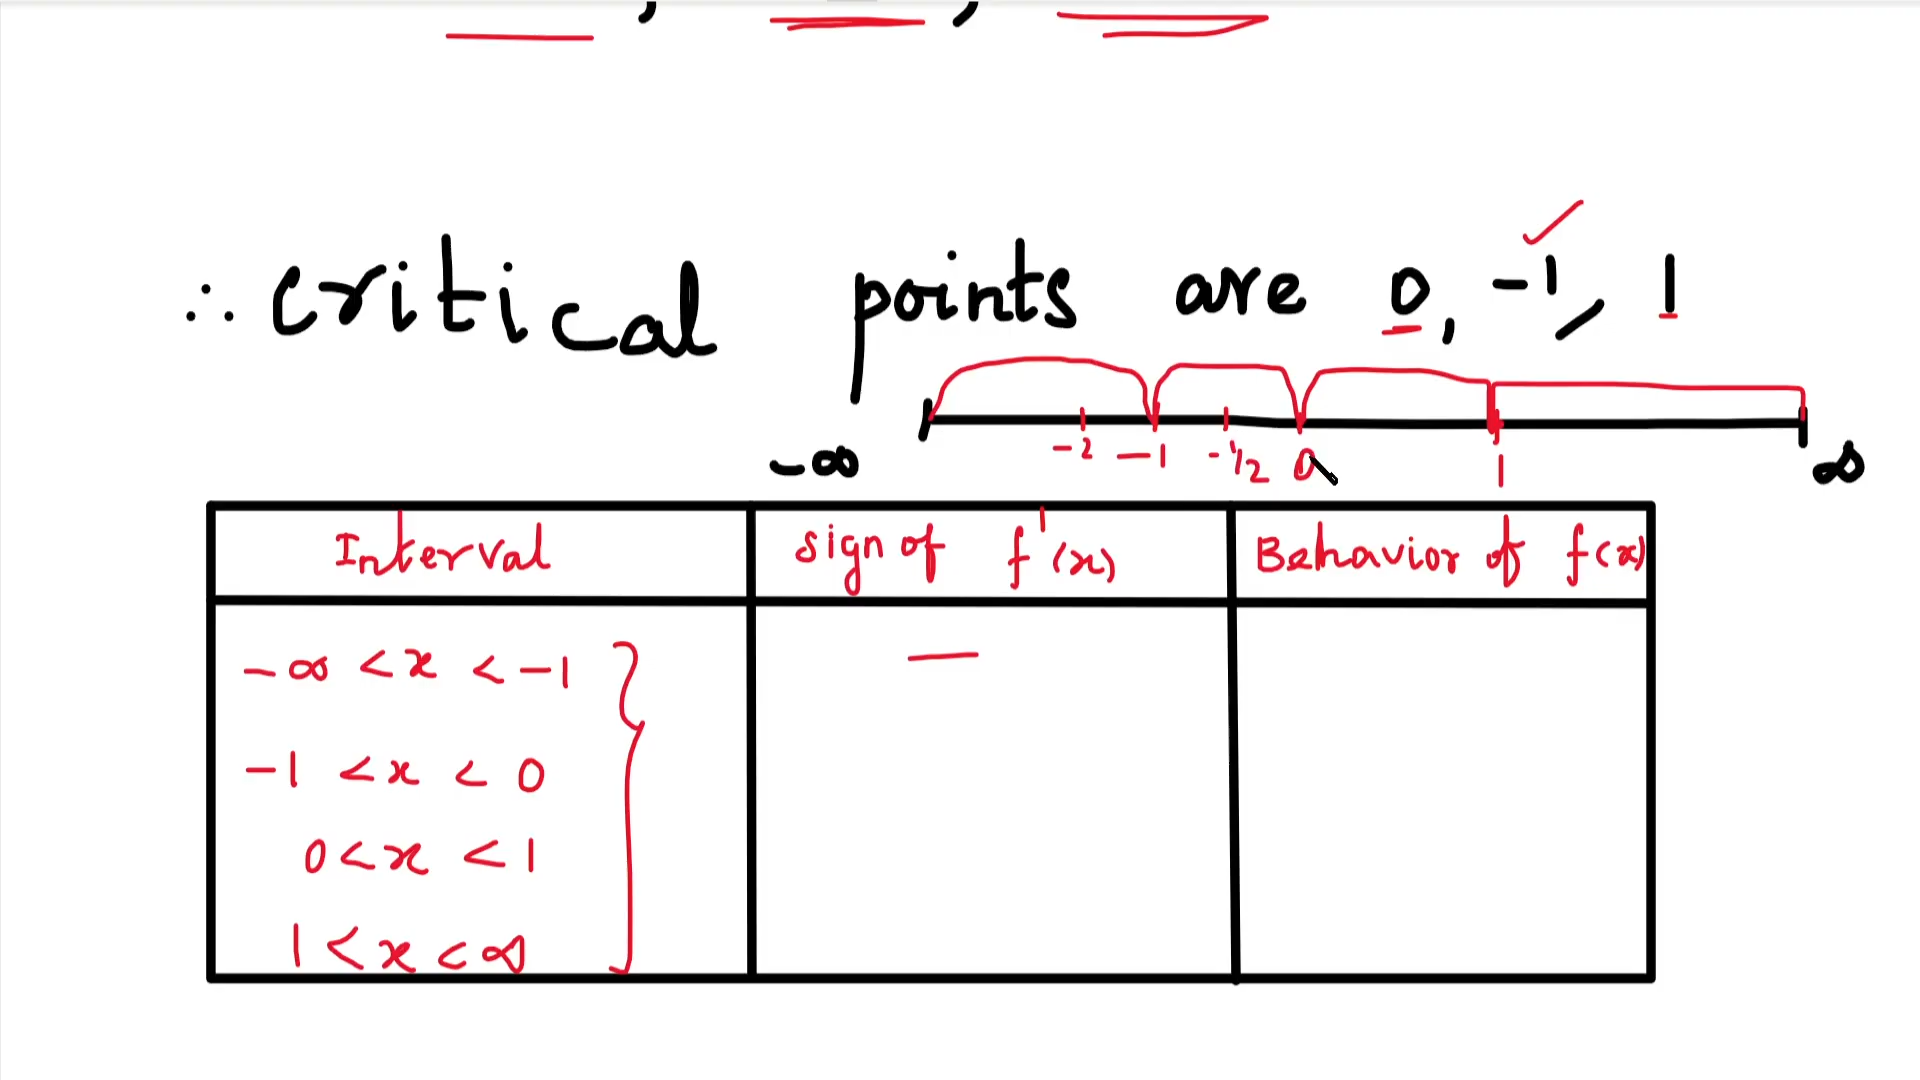 ∴ critical points are 0, -1, 1
-∞ -2 -1 -1/2 0 1 ∞
Interval sign of f'(x) Behavior of f(x)
-∞ < x < -1 —
-1 < x < 0
0 < x < 1
1 < x < ∞